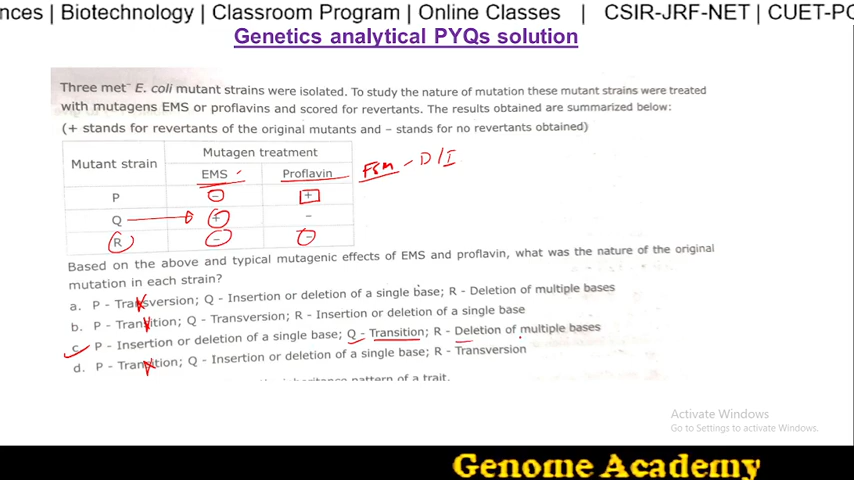 nces | Biotechnology | Classroom Program | Online Classes | CSIR-JRF-NET | CUET-PG
Genetics analytical PYQs solution
Three met⁻ E. coli mutant strains were isolated. To study the nature of mutation these mutant strains were treated
with mutagens EMS or proflavins and scored for revertants. The results obtained are summarized below:
(+ stands for revertants of the original mutants and – stands for no revertants obtained)
Mutant strain Mutagen treatment
EMS Proflavin FSM - D/I
P – +
Q + –
R – –
Based on the above and typical mutagenic effects of EMS and proflavin, what was the nature of the original
mutation in each strain?
a. P - Transversion; Q - Insertion or deletion of a single base; R - Deletion of multiple bases
b. P - Transition; Q - Transversion; R - Insertion or deletion of a single base
c. P - Insertion or deletion of a single base; Q - Transition; R - Deletion of multiple bases
d. P - Transition; Q - Insertion or deletion of a single base; R - Transversion
the inheritance pattern of a trait.
Activate Windows
Go to Settings to activate Windows.
Genome Academy